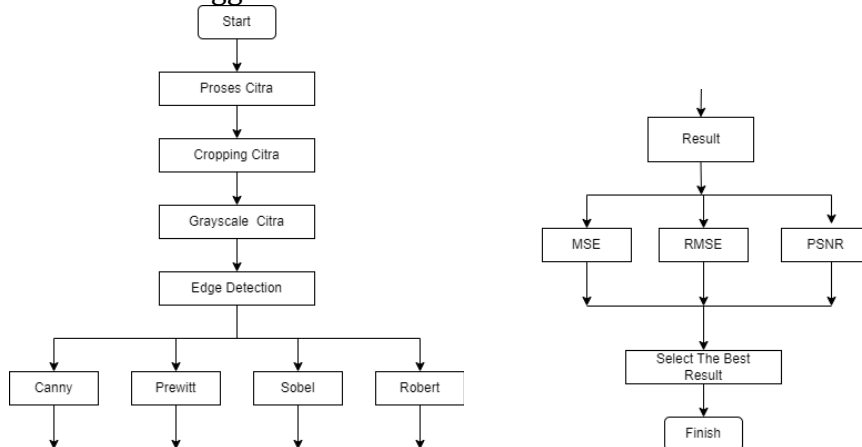 Start
Proses Citra
Cropping Citra
Grayscale Citra
Edge Detection
Canny
Prewitt
Sobel
Robert
Result
MSE
RMSE
PSNR
Select The Best
Result
Finish